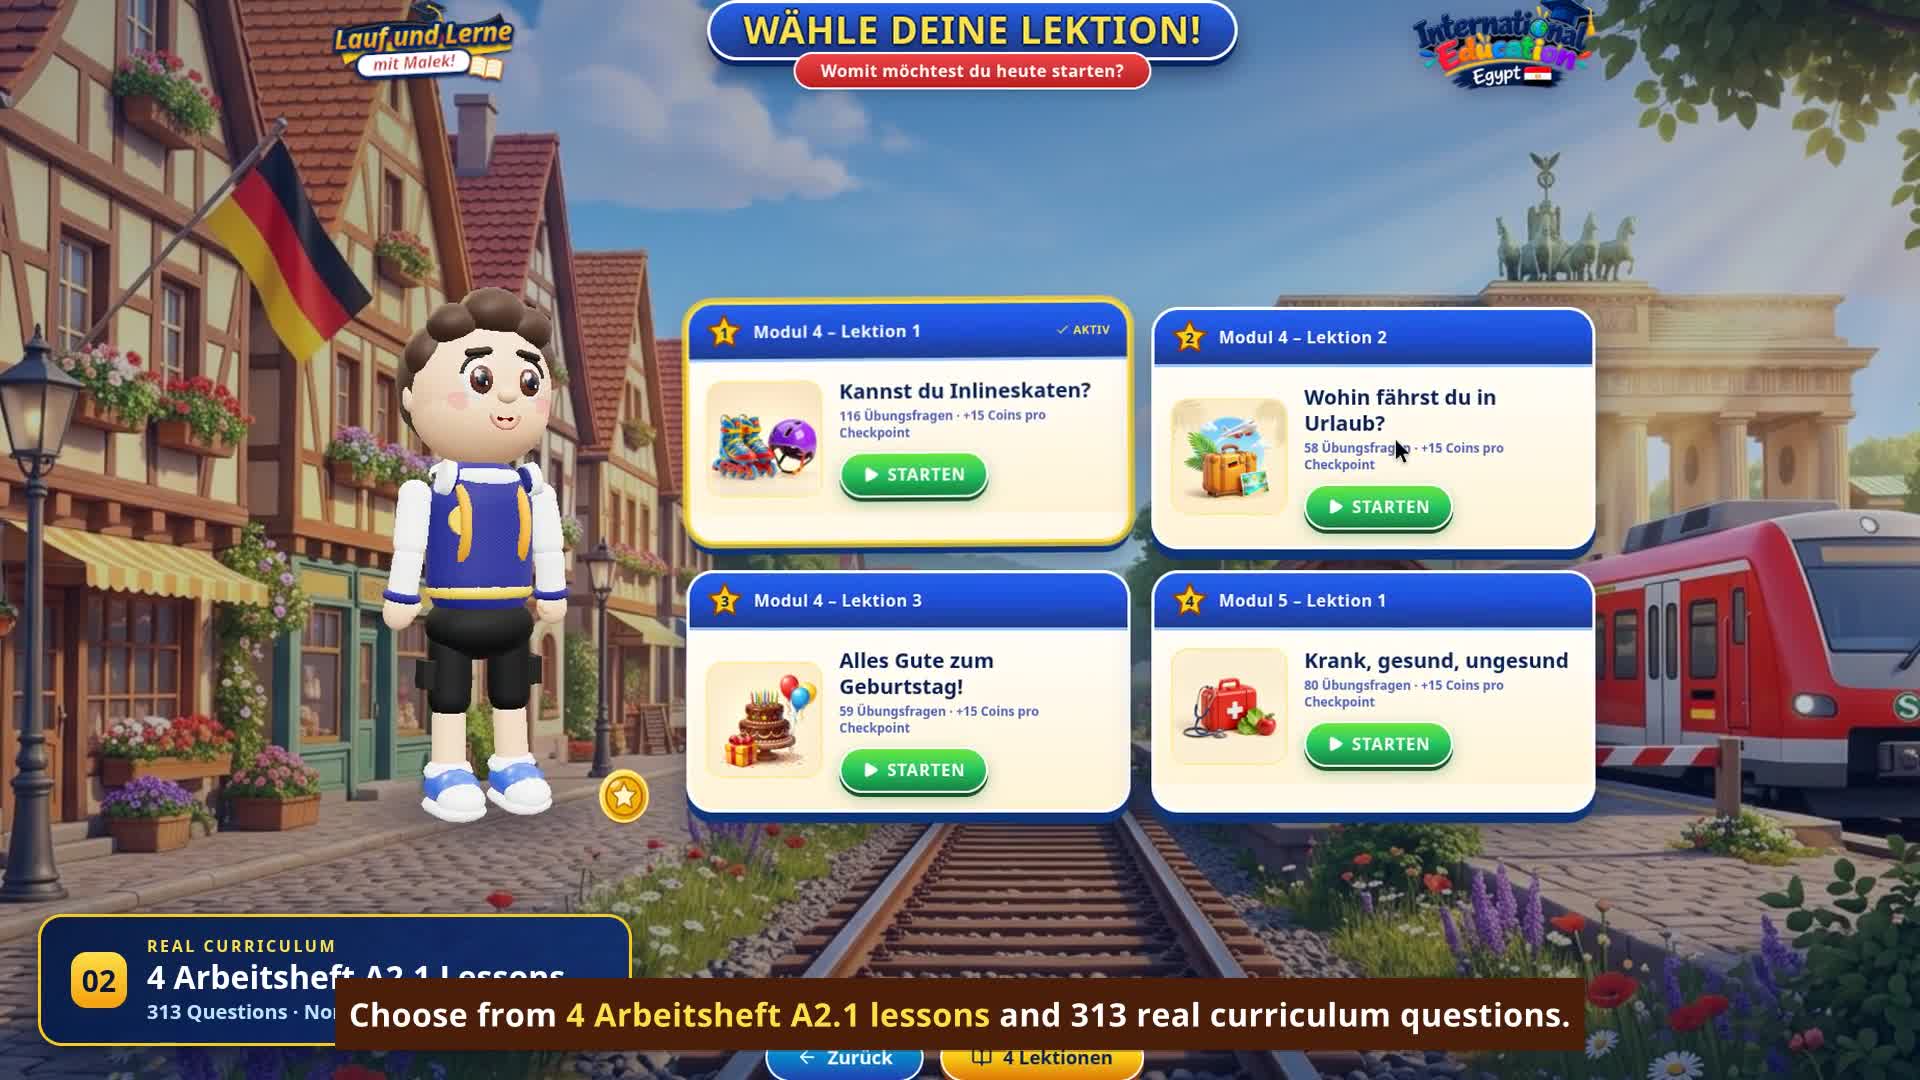 Lauf und Lerne
mit Malek!
WÄHLE DEINE LEKTION!
Womit möchtest du heute starten?
International
Education
Egypt
1 Modul 4 – Lektion 1 ✓ AKTIV
Kannst du Inlineskaten?
116 Übungsfragen · +15 Coins pro
Checkpoint
STARTEN
2 Modul 4 – Lektion 2
Wohin fährst du in
Urlaub?
58 Übungsfragen · +15 Coins pro
Checkpoint
STARTEN
3 Modul 4 – Lektion 3
Alles Gute zum
Geburtstag!
59 Übungsfragen · +15 Coins pro
Checkpoint
STARTEN
4 Modul 5 – Lektion 1
Krank, gesund, ungesund
80 Übungsfragen · +15 Coins pro
Checkpoint
STARTEN
S
REAL CURRICULUM
02
4 Arbeitsheft A2.1 Lessons
313 Questions ·
Choose from 4 Arbeitsheft A2.1 lessons and 313 real curriculum questions.
← Zurück
4 Lektionen